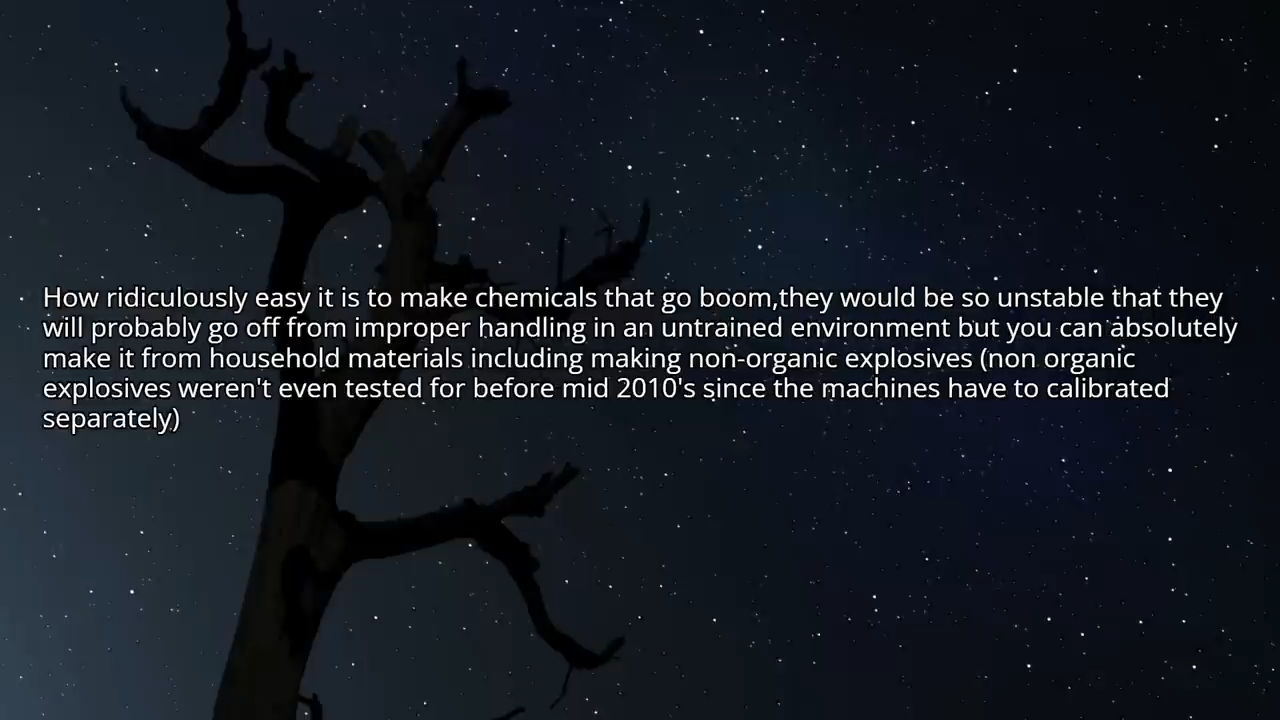 How ridiculously easy it is to make chemicals that go boom,they would be so unstable that they
will probably go off from improper handling in an untrained environment but you can absolutely
make it from household materials including making non-organic explosives (non organic
explosives weren't even tested for before mid 2010's since the machines have to calibrated
separately)